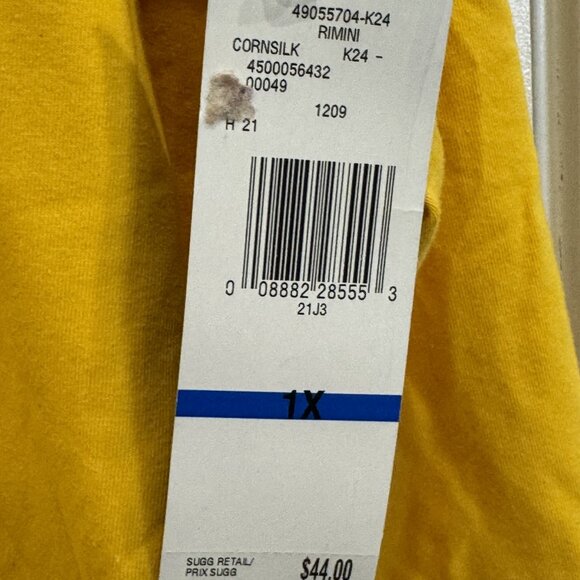 49055704-K24
RIMINI
CORNSILK K24 -
4500056432
00049
1209
H 21
0 08882 28555 3
21J3
1X
SUGG RETAIL/
PRIX SUGG $44.00